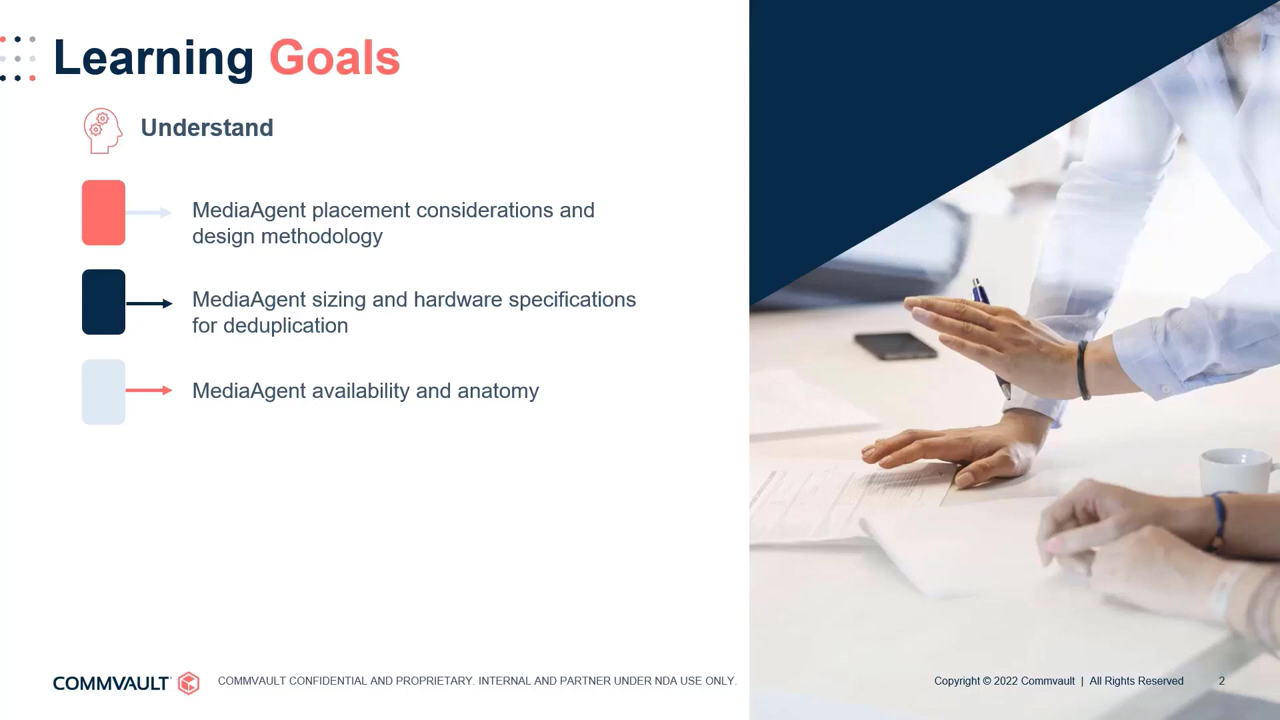 Learning Goals
Understand
MediaAgent placement considerations and
design methodology
MediaAgent sizing and hardware specifications
for deduplication
MediaAgent availability and anatomy
COMMVAULT
COMMVAULT CONFIDENTIAL AND PROPRIETARY. INTERNAL AND PARTNER UNDER NDA USE ONLY.
Copyright © 2022 Commvault | All Rights Reserved
2